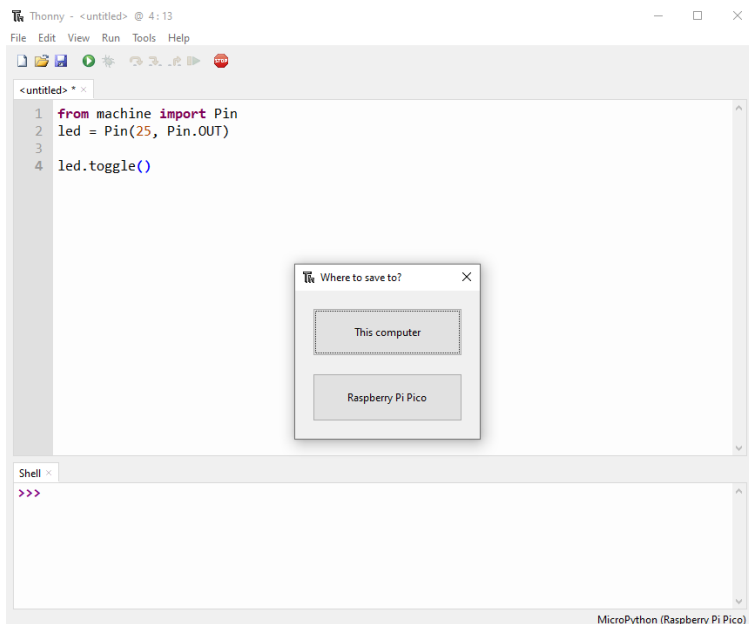 Thonny - <untitled> @ 4:13
File Edit View Run Tools Help
STOP
<untitled> *
1 from machine import Pin
2 led = Pin(25, Pin.OUT)
3
4 led.toggle()
Where to save to?
This computer
Raspberry Pi Pico
Shell
>>>
MicroPython (Raspberry Pi Pico)